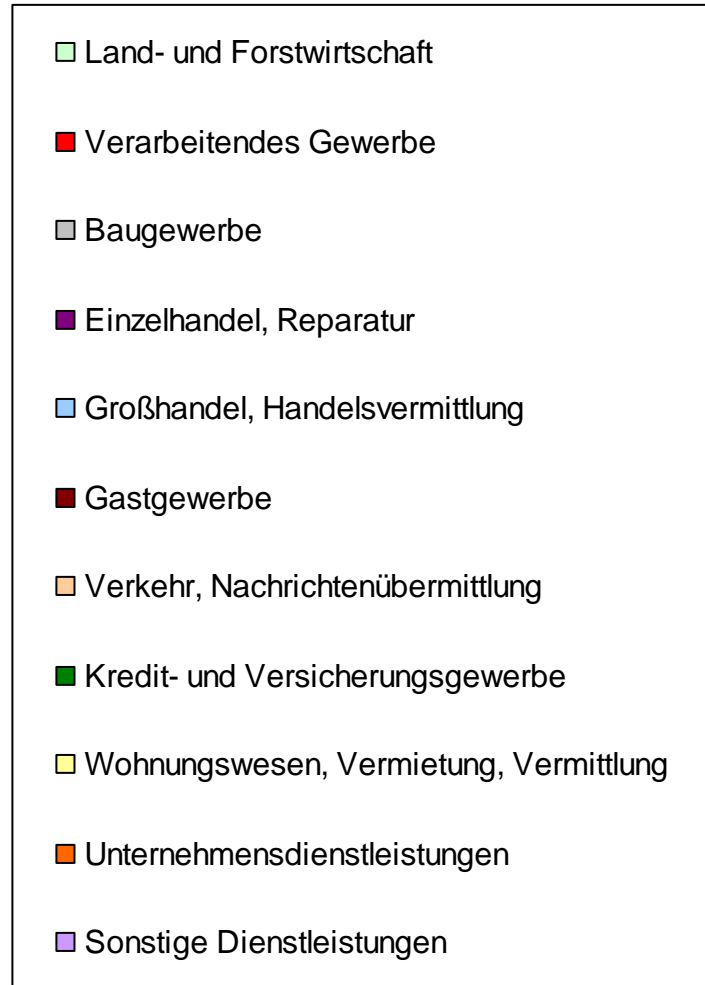 Land- und Forstwirtschaft
Verarbeitendes Gewerbe
Baugewerbe
Einzelhandel, Reparatur
Großhandel, Handelsvermittlung
Gastgewerbe
Verkehr, Nachrichtenübermittlung
Kredit- und Versicherungsgewerbe
Wohnungswesen, Vermietung, Vermittlung
Unternehmensdienstleistungen
Sonstige Dienstleistungen